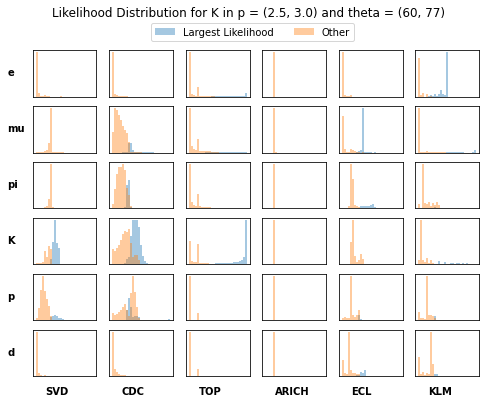 Likelihood Distribution for K in p = (2.5, 3.0) and theta = (60, 77)
Largest Likelihood Other
e
mu
pi
K
p
d
SVD CDC TOP ARICH ECL KLM